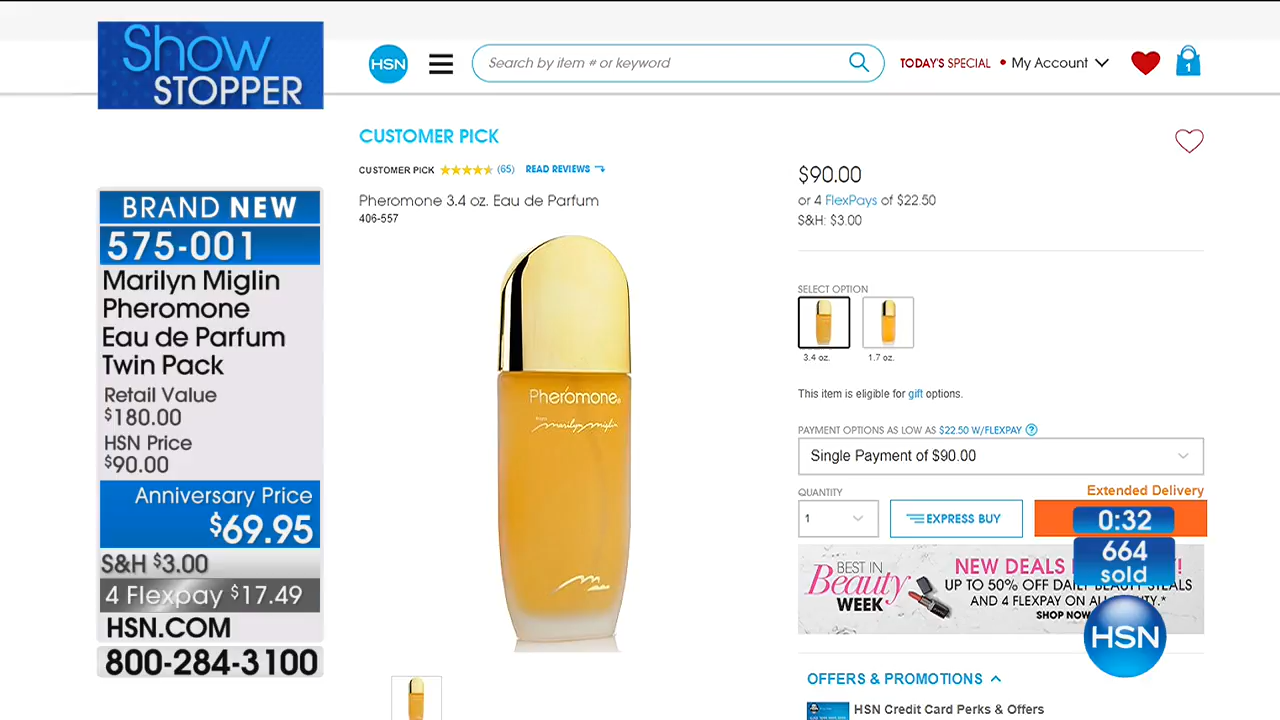 Show
STOPPER
HSN
Search by item # or keyword
TODAY'S SPECIAL
My Account
1
CUSTOMER PICK
CUSTOMER PICK (65) READ REVIEWS
Pheromone 3.4 oz. Eau de Parfum
406-557
$90.00
or 4 FlexPays of $22.50
S&H: $3.00
BRAND NEW
575-001
Marilyn Miglin
Pheromone
Eau de Parfum
Twin Pack
Retail Value
$180.00
HSN Price
$90.00
Anniversary Price
$69.95
S&H $3.00
4 Flexpay $17.49
HSN.COM
800-284-3100
Pheromone
marilyn miglin
SELECT OPTION
3.4 oz.
1.7 oz.
This item is eligible for gift options.
PAYMENT OPTIONS AS LOW AS $22.50 W/FLEXPAY ?
Single Payment of $90.00
QUANTITY
1
EXPRESS BUY
Extended Delivery
0:32
664
sold
BEST IN
Beauty
WEEK
NEW DEALS
UP TO 50% OFF DAILY BEAUTY STEALS
AND 4 FLEXPAY ON ALL BEAUTY.*
SHOP NOW
HSN
OFFERS & PROMOTIONS
HSN Credit Card Perks & Offers